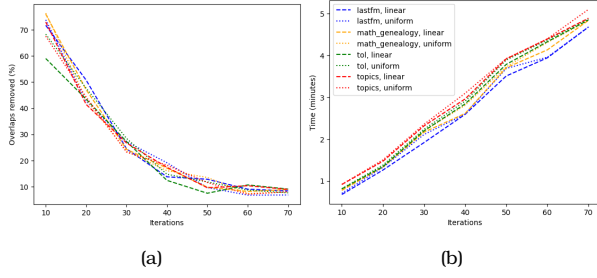 Overlaps removed (%)
70
60
50
40
30
20
10
10 20 30 40 50 60 70
Iterations
(a)
Time (minutes)
5
4
3
2
1
lastfm, linear
lastfm, uniform
math_genealogy, linear
math_genealogy, uniform
tol, linear
tol, uniform
topics, linear
topics, uniform
10 20 30 40 50 60 70
Iterations
(b)